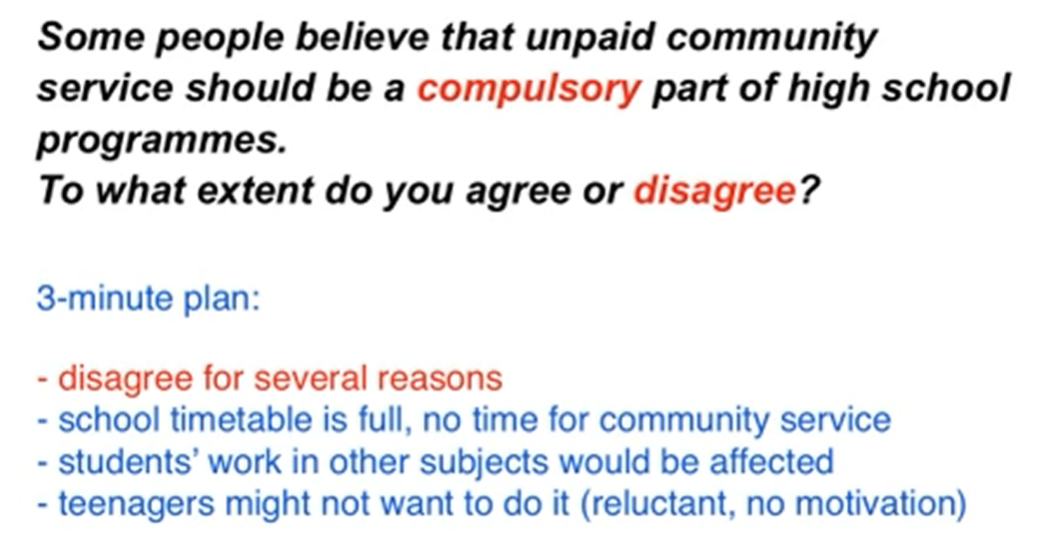 Some people believe that unpaid community
service should be a compulsory part of high school
programmes.
To what extent do you agree or disagree?
3-minute plan:
- disagree for several reasons
- school timetable is full, no time for community service
- students' work in other subjects would be affected
- teenagers might not want to do it (reluctant, no motivation)